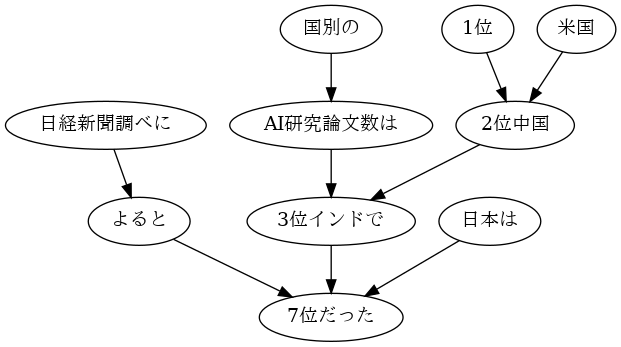 国別の
1位
米国
日経新聞調べに
AI研究論文数は
2位中国
よると
3位インドで
日本は
7位だった